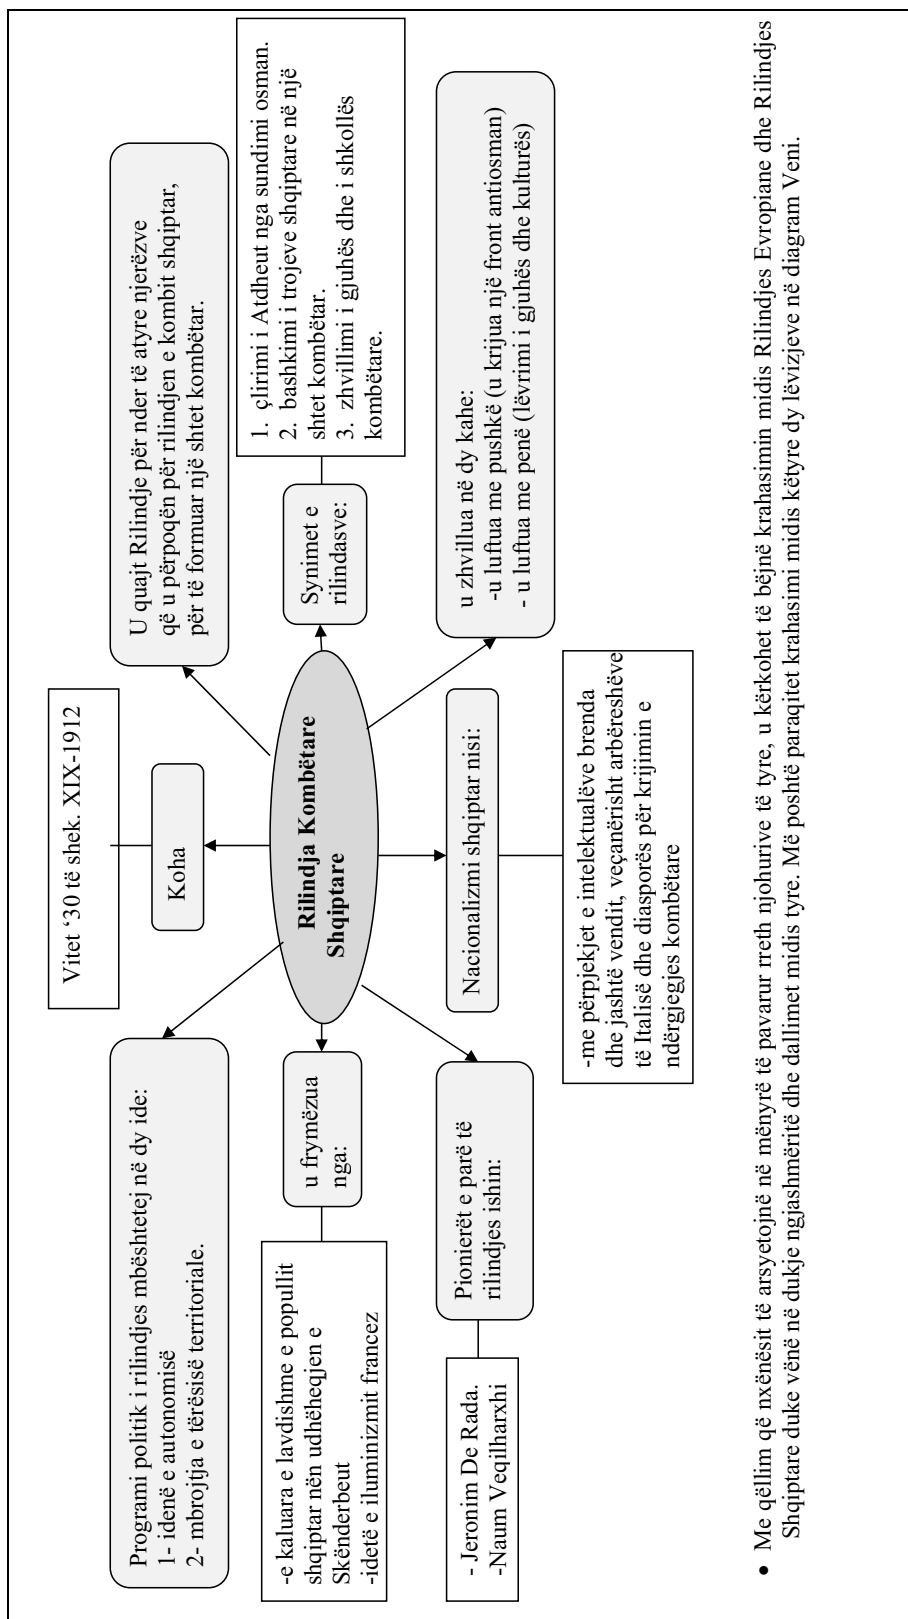 Programi politik i rilindjes mbështetej në dy ide:
1- idenë e autonomisë
2- mbrojtja e tërësisë territoriale.
Vitet ‘30 të shek. XIX-1912
Koha
U quajt Rilindje për nder të atyre njerëzve
që u përpoqën për rilindjen e kombit shqiptar,
për të formuar një shtet kombëtar.
-e kaluara e lavdishme e popullit
shqiptar nën udhëheqjen e
Skënderbeut
-idetë e iluminizmit francez
u frymëzua
nga:
Rilindja Kombëtare
Shqiptare
Synimet e
rilindasve:
1. çlirimi i Atdheut nga sundimi osman.
2. bashkimi i trojeve shqiptare në një
shtet kombëtar.
3. zhvillimi i gjuhës dhe i shkollës
kombëtare.
- Jeronim De Rada.
-Naum Veqilharxhi
Pionierët e parë të
rilindjes ishin:
Nacionalizmi shqiptar nisi:
-me përpjekjet e intelektualëve brenda
dhe jashtë vendit, veçanërisht arbëreshëve
të Italisë dhe diasporës për krijimin e
ndërgjegjes kombëtare
u zhvillua në dy kahe:
-u luftua me pushkë (u krijua një front antiosman)
- u luftua me penë (lëvrimi i gjuhës dhe kulturës)
• Me qëllim që nxënësit të arsyetojnë në mënyrë të pavarur rreth njohurive të tyre, u kërkohet të bëjnë krahasimin midis Rilindjes Evropiane dhe Rilindjes
Shqiptare duke vënë në dukje ngjashmëritë dhe dallimet midis tyre. Më poshtë paraqitet krahasimi midis këtyre dy lëvizjeve në diagram Veni.